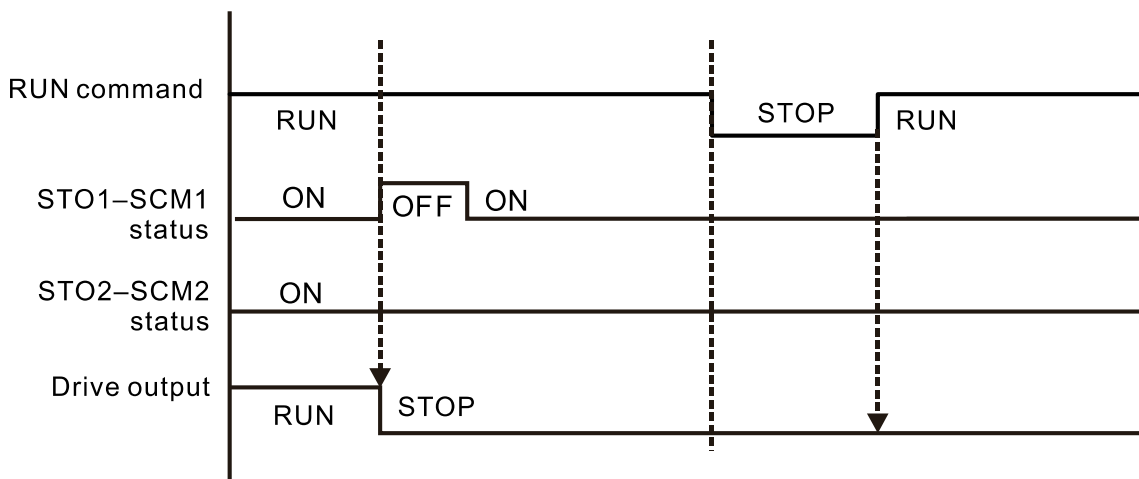 RUN command
RUN
STOP
RUN
STO1–SCM1
status
ON
OFF
ON
STO2–SCM2
status
ON
Drive output
RUN
STOP